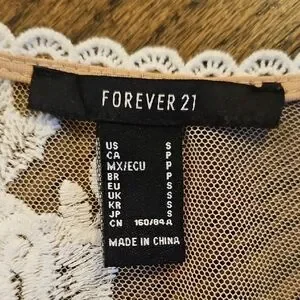 FOREVER 21
US S
CA P
MX/ECU P
BR P
EU S
UK S
KR S
JP S
CN 160/84A
MADE IN CHINA